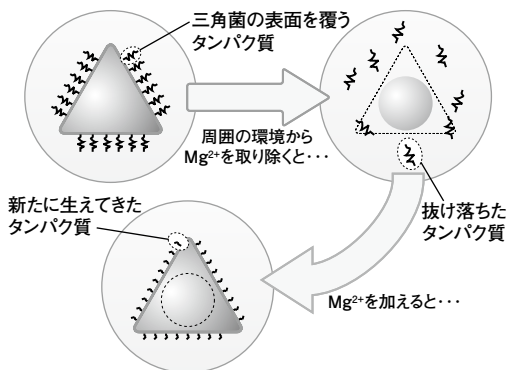 三角菌の表面を覆う
タンパク質
周囲の環境から
Mg²⁺を取り除くと･･･
新たに生えてきた
タンパク質
抜け落ちた
タンパク質
Mg²⁺を加えると･･･